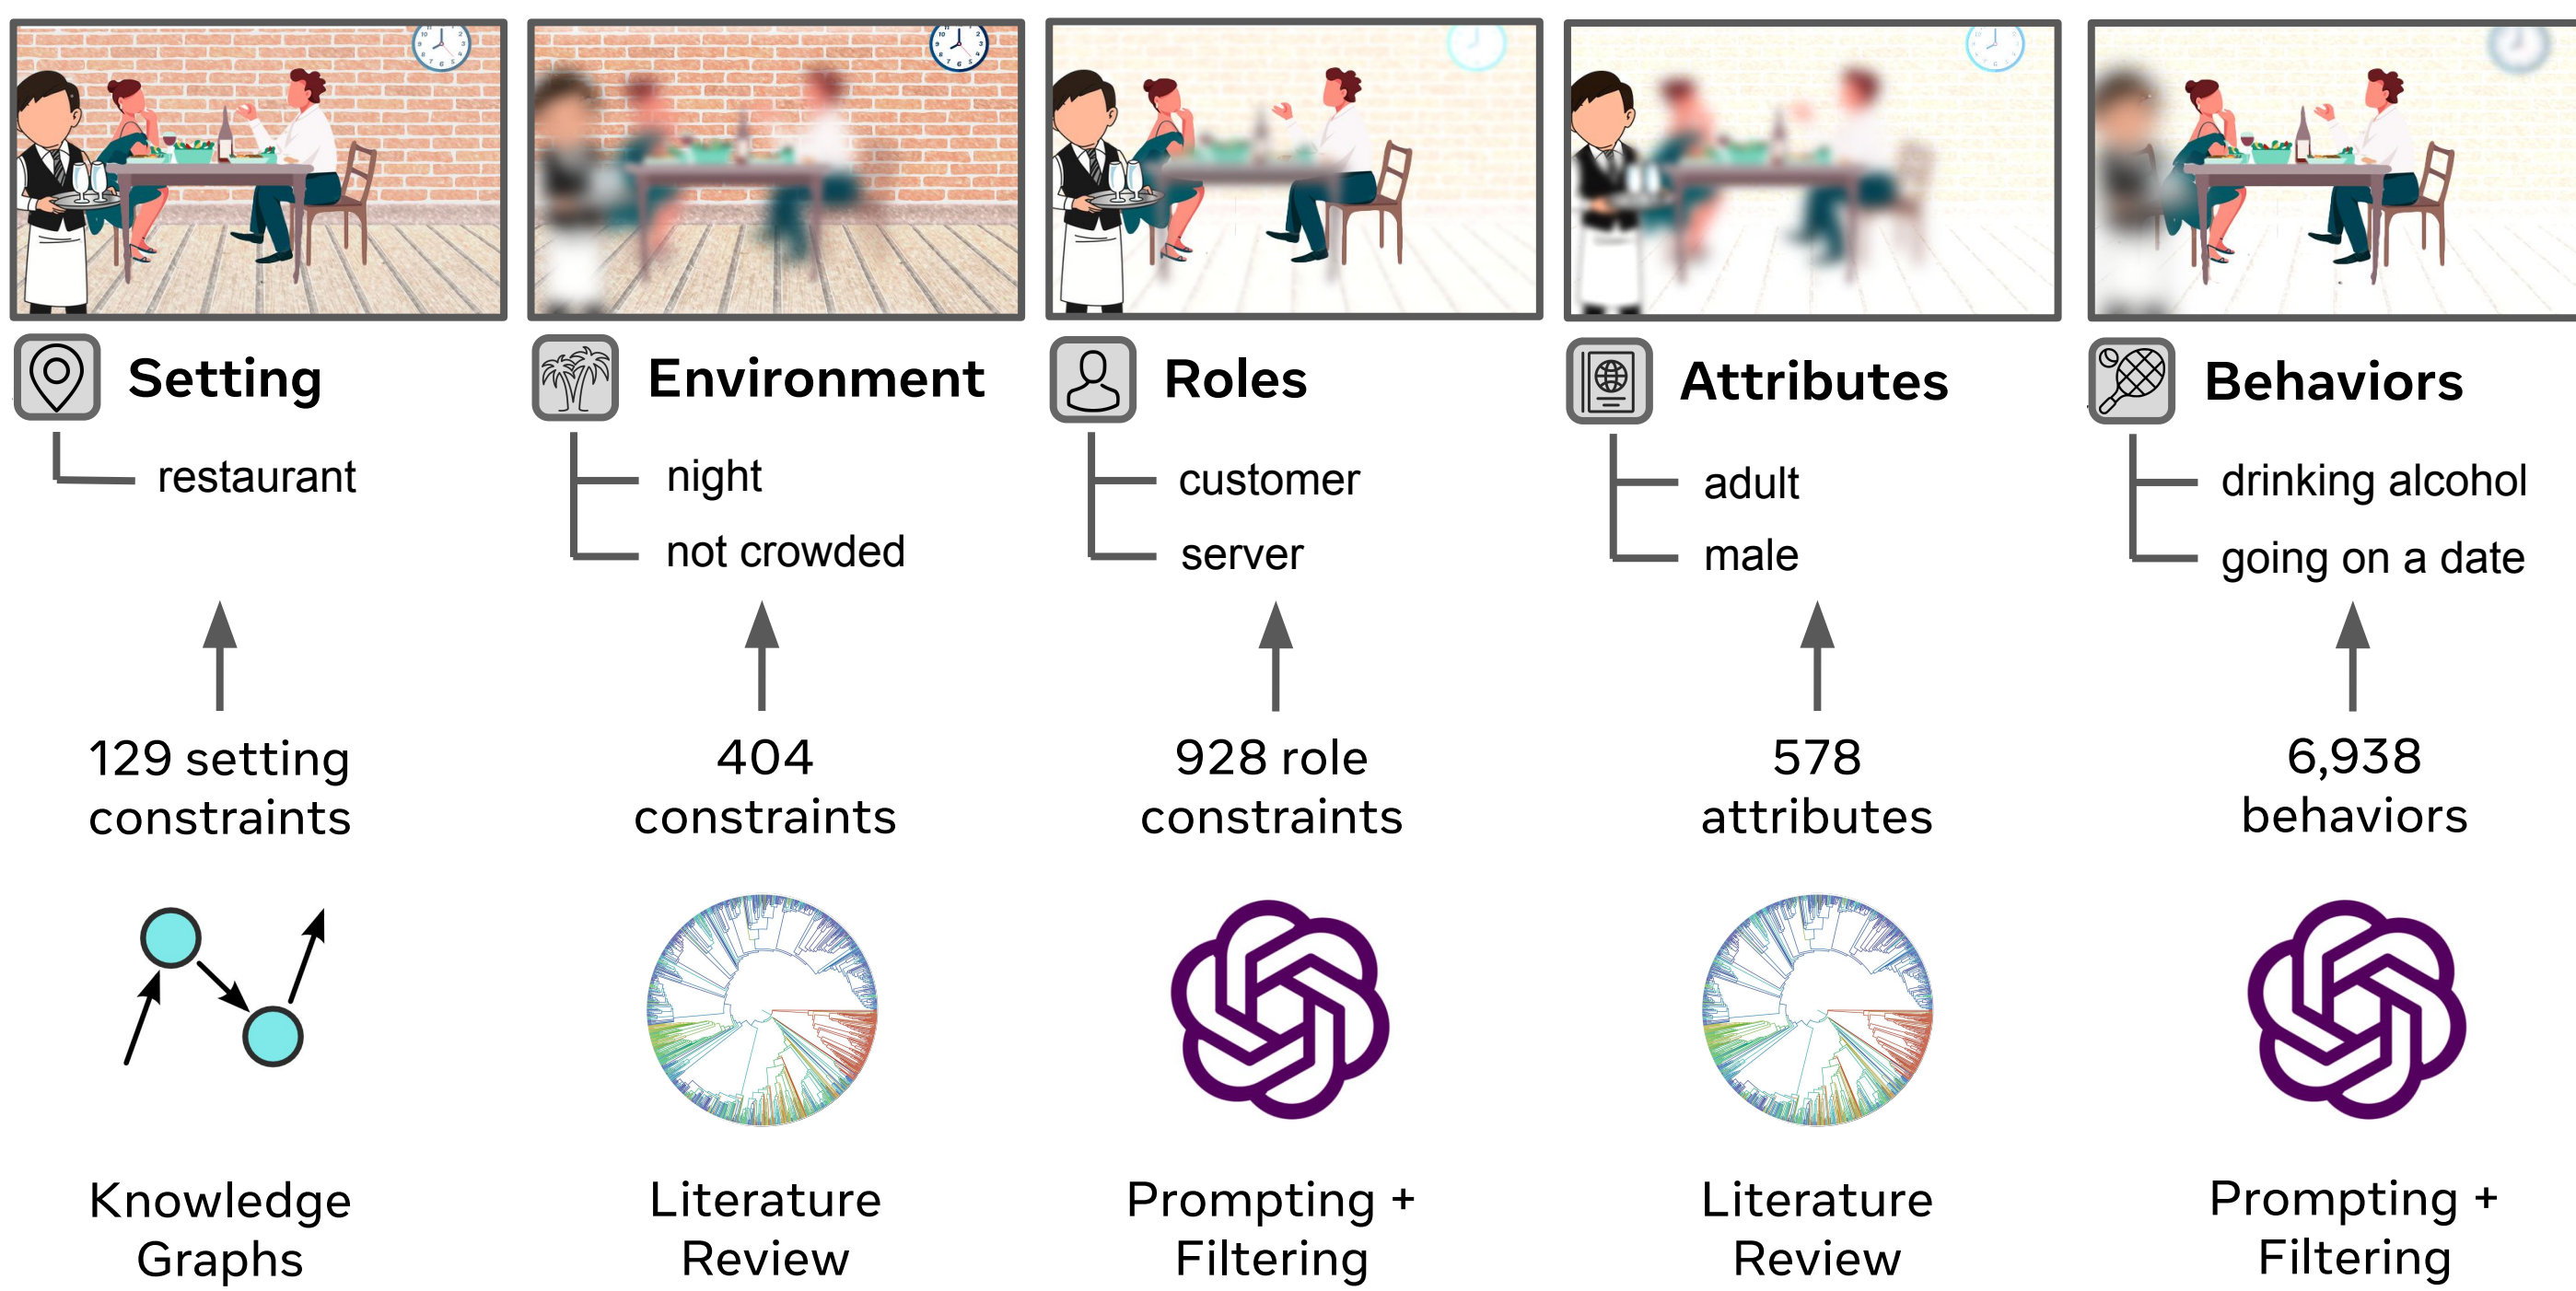 Setting
restaurant
129 setting
constraints
Knowledge
Graphs
Environment
night
not crowded
404
constraints
Literature
Review
Roles
customer
server
928 role
constraints
Prompting +
Filtering
Attributes
adult
male
578
attributes
Literature
Review
Behaviors
drinking alcohol
going on a date
6,938
behaviors
Prompting +
Filtering